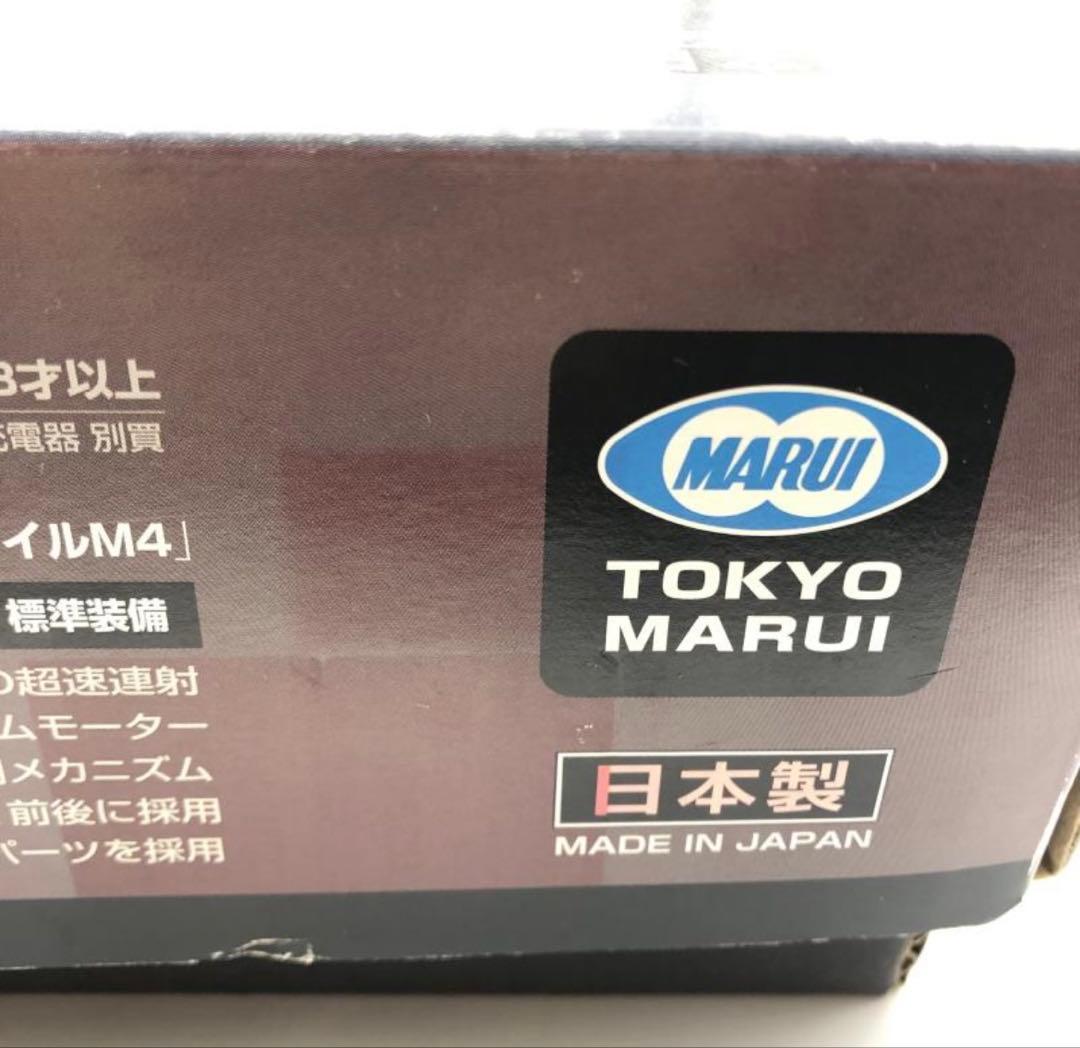 8才以上
電器 別買
イルM4」
標準装備
の超速連射
ムモーター
メカニズム
前後に採用
パーツを採用
MARUI
TOKYO
MARUI
日本製
MADE IN JAPAN